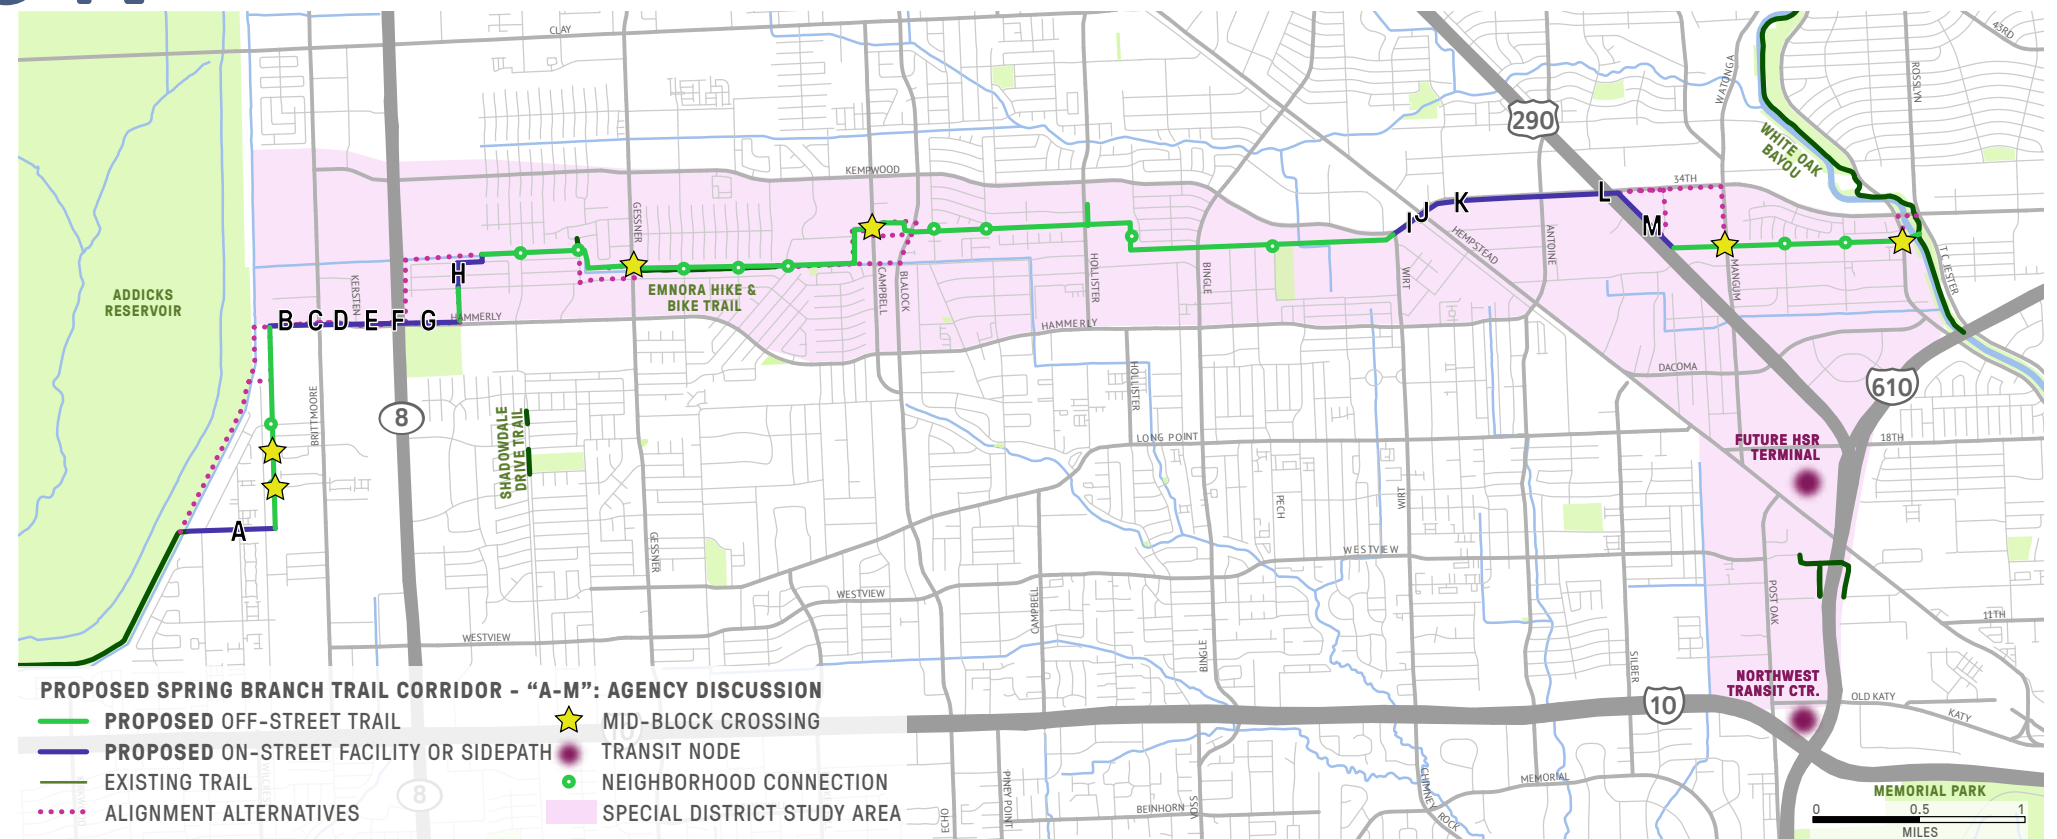 CLAY
290
WATONGA
ROSSLYN
43RD
WHITE OAK
BAYOU
KEMPWOOD
34TH
GESSNER
L
K
J
I
M
HEMPSTEAD
ANTOINE
T C JESTER
H
EMNORA HIKE &
BIKE TRAIL
CAMPBELL
BLALOCK
HOLLISTER
BINGLE
WIRT
MANGUM
ADDICKS
RESERVOIR
KERSTEN
B C D E F G
HAMMERLY
HAMMERLY
HOLLISTER
DACOMA
610
BRITTMOORE
8
SHADOWDALE
DRIVE TRAIL
LONG POINT
18TH
FUTURE HSR
TERMINAL
A
GESSNER
PECH
WIRT
WESTVIEW
WESTVIEW
WESTVIEW
CAMPBELL
BINGLE
SILBER
POST OAK
11TH
NORTHWEST
TRANSIT CTR.
OLD KATY
KATY
10
PROPOSED SPRING BRANCH TRAIL CORRIDOR - “A-M”: AGENCY DISCUSSION
PROPOSED OFF-STREET TRAIL
PROPOSED ON-STREET FACILITY OR SIDEPATH
EXISTING TRAIL
ALIGNMENT ALTERNATIVES
MID-BLOCK CROSSING
TRANSIT NODE
NEIGHBORHOOD CONNECTION
SPECIAL DISTRICT STUDY AREA
10
8
ECHO
PINEY POINT
BEINHORN
VOSS
CHIMNEY
ROCK
MEMORIAL
MEMORIAL PARK
0 0.5 1
MILES